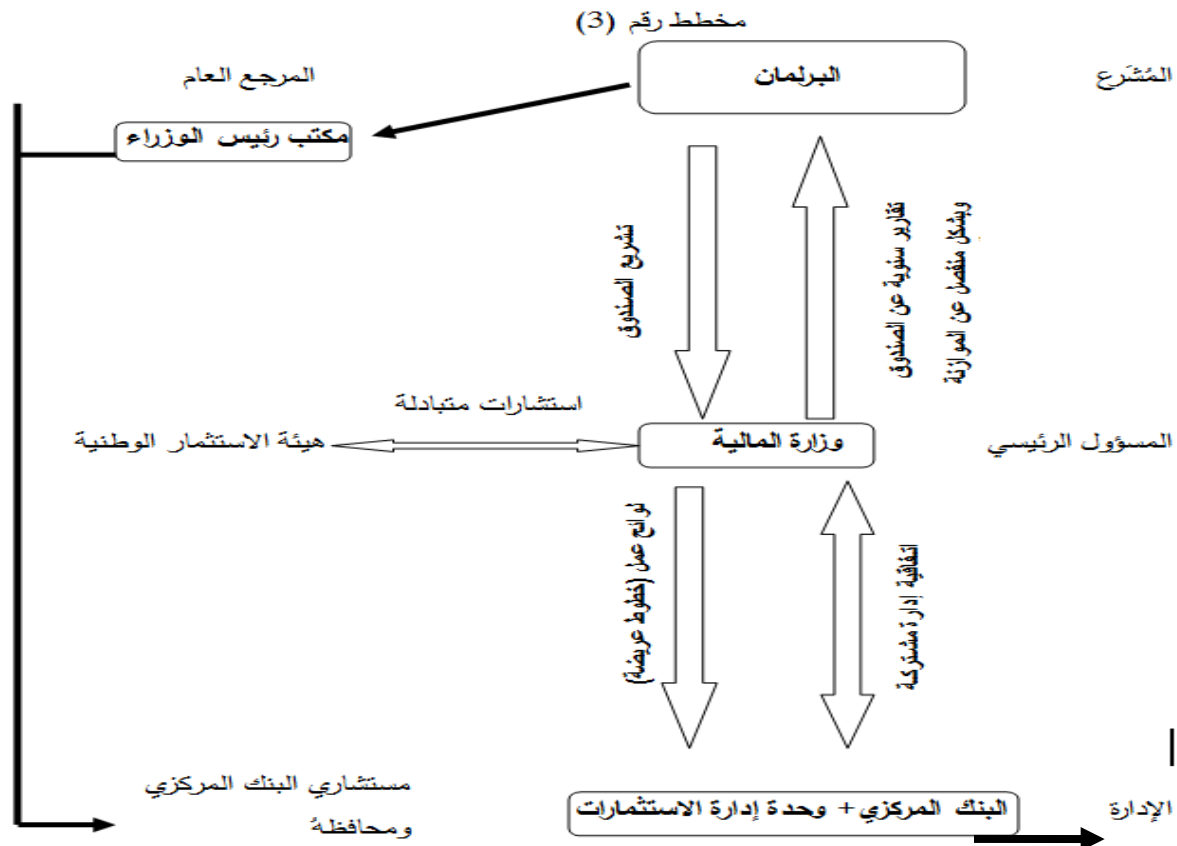 مخطط رقم (3)
المُشَرع
البرلمان
المرجع العام
مكتب رئيس الوزراء
تشريع الصندوق
تقارير سنوية عن الصندوق
وبشكل منفصل عن الموازنة
استشارات متبادلة
المسؤول الرئيسي
وزارة المالية
هيئة الاستثمار الوطنية
لوائح عمل (خطوط عريضة)
اتفاقية إدارة مشتركة
الإدارة
البنك المركزي + وحدة إدارة الاستثمارات
مستشاري البنك المركزي
ومحافظهُ